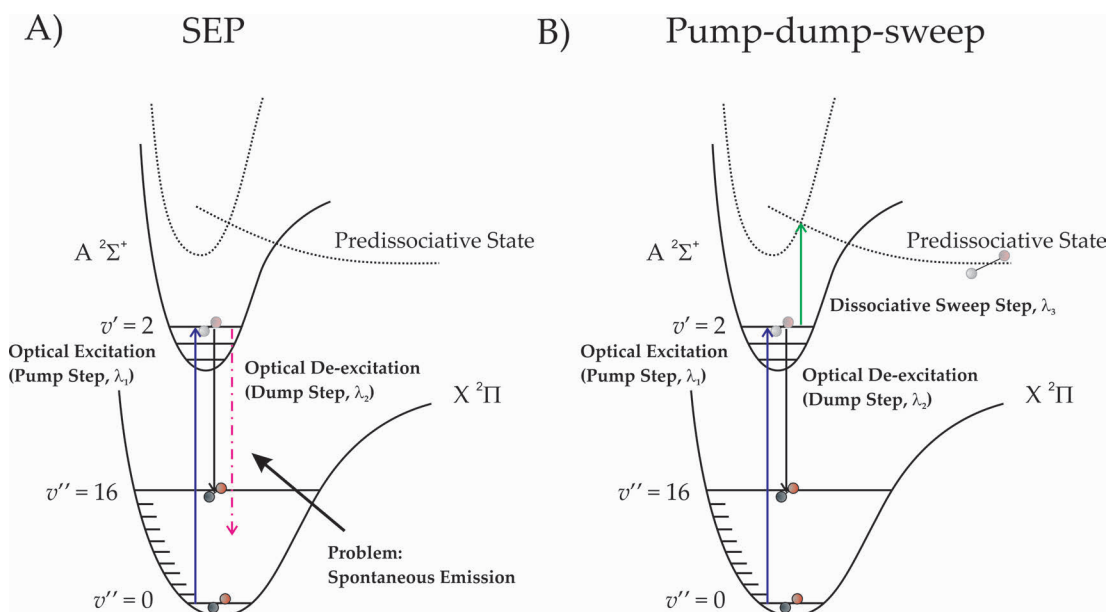 A)
SEP
Predissociative State
A ²Σ⁺
v′ = 2
Optical Excitation
(Pump Step, λ₁)
Optical De-excitation
(Dump Step, λ₂)
X ²Π
v′′ = 16
Problem:
Spontaneous Emission
v′′ = 0
B)
Pump-dump-sweep
Predissociative State
A ²Σ⁺
Dissociative Sweep Step, λ₃
v′ = 2
Optical Excitation
(Pump Step, λ₁)
Optical De-excitation
(Dump Step, λ₂)
X ²Π
v′′ = 16
v′′ = 0